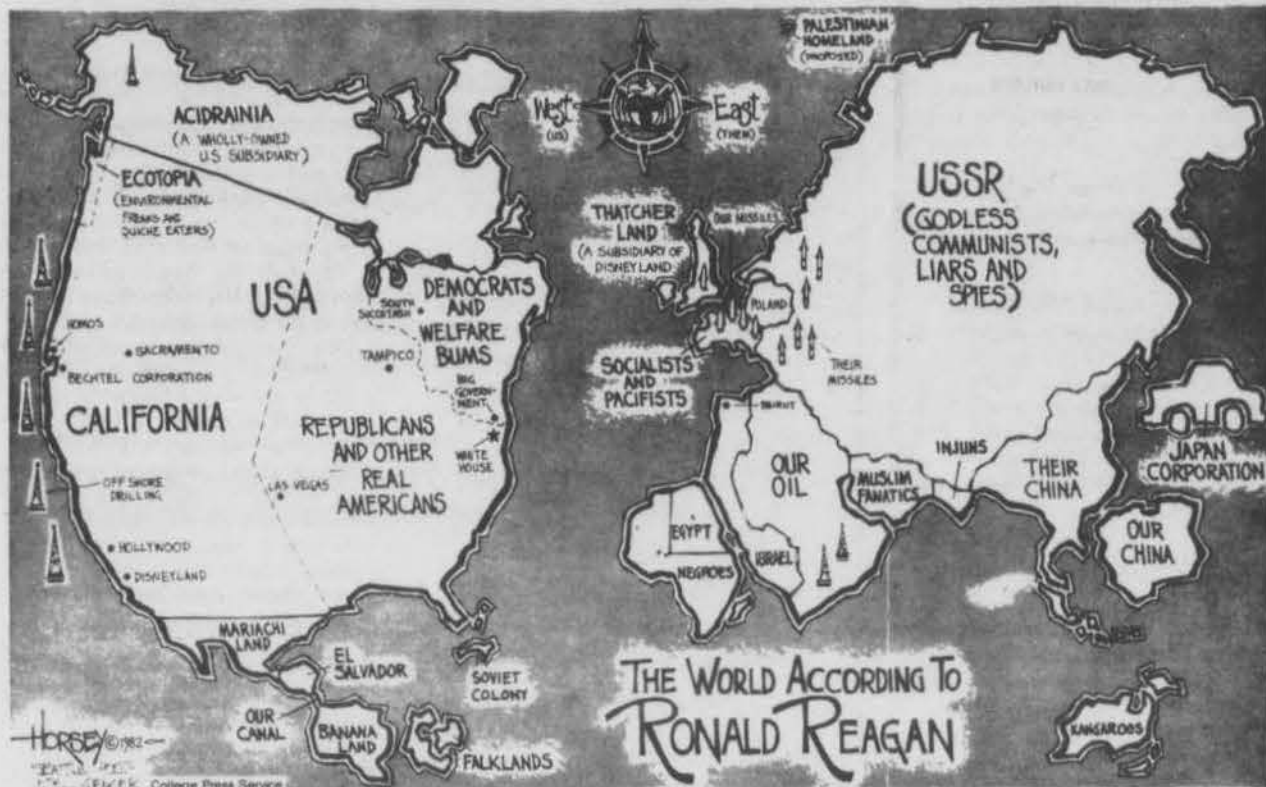 ACIDRAINIA
(A WHOLLY-OWNED
U.S. SUBSIDIARY)
ECOTOPIA
(ENVIRONMENTAL
FREAKS AND
QUICHE EATERS)
USA
HOMOS
SACRAMENTO
BECHTEL CORPORATION
CALIFORNIA
OFF SHORE
DRILLING
HOLLYWOOD
DISNEYLAND
LAS VEGAS
SOUTH
DEMOCRATS
AND
WELFARE
BUMS
TAMPICO
BIG
GOVERN-
MENT
WHITE
HOUSE
REPUBLICANS
AND OTHER
REAL
AMERICANS
MARIACHI
LAND
EL
SALVADOR
OUR
CANAL
BANANA
LAND
SOVIET
COLONY
FALKLANDS
West
(US)
East
(THEM)
PALESTINIAN
HOMELAND
(PROPOSED)
THATCHER
LAND
(A SUBSIDIARY OF
DISNEYLAND
OUR MISSILES
POLAND
SOCIALISTS
AND
PACIFISTS
THEIR
MISSILES
USSR
(GODLESS
COMMUNISTS,
LIARS AND
SPIES)
BEIRUT
OUR
OIL
EGYPT
NEGROES
ISRAEL
MUSLIM
FANATICS
INJUNS
THEIR
CHINA
OUR
CHINA
JAPAN
CORPORATION
KANGAROOS
THE WORLD ACCORDING TO
RONALD REAGAN
HORSEY ©1982
SEATTLE
College Press Service